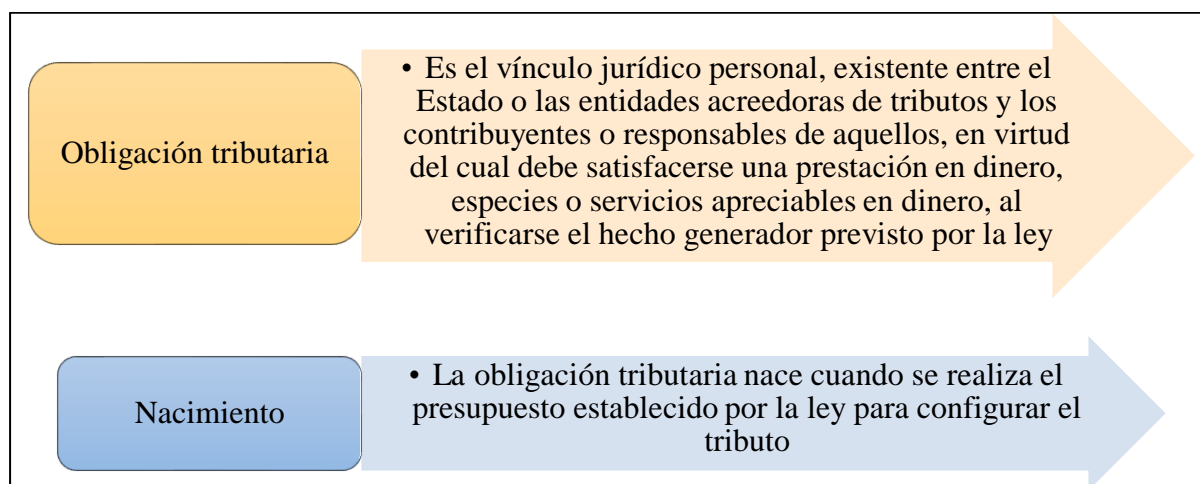 Obligación tributaria
• Es el vínculo jurídico personal, existente entre el
Estado o las entidades acreedoras de tributos y los
contribuyentes o responsables de aquellos, en virtud
del cual debe satisfacerse una prestación en dinero,
especies o servicios apreciables en dinero, al
verificarse el hecho generador previsto por la ley
Nacimiento
• La obligación tributaria nace cuando se realiza el
presupuesto establecido por la ley para configurar el
tributo